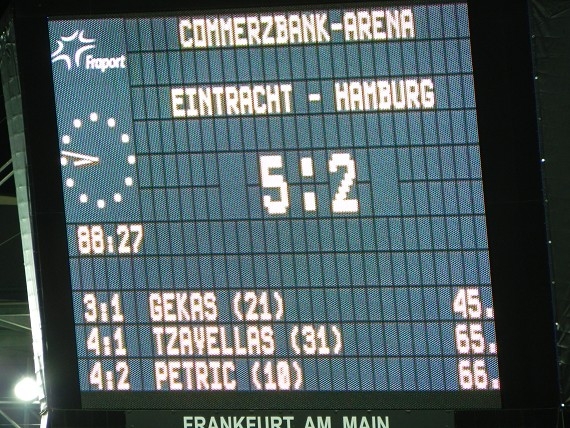 COMMERZBANK-ARENA
Fraport
EINTRACHT - HAMBURG
5:2
88:27
3:1 GEKAS (21) 45.
4:1 TZAVELLAS (31) 65.
4:2 PETRIC (10) 66.
FRANKFURT AM MAIN